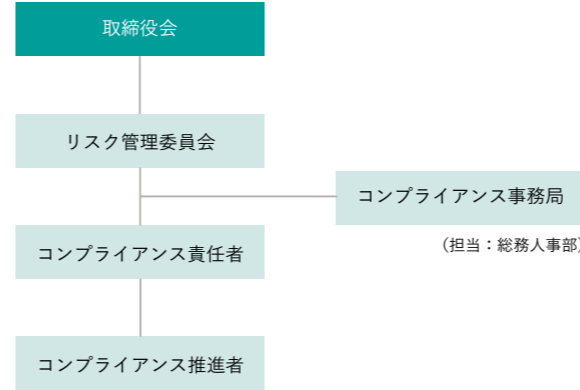 取締役会
リスク管理委員会
コンプライアンス事務局
(担当：総務人事部)
コンプライアンス責任者
コンプライアンス推進者